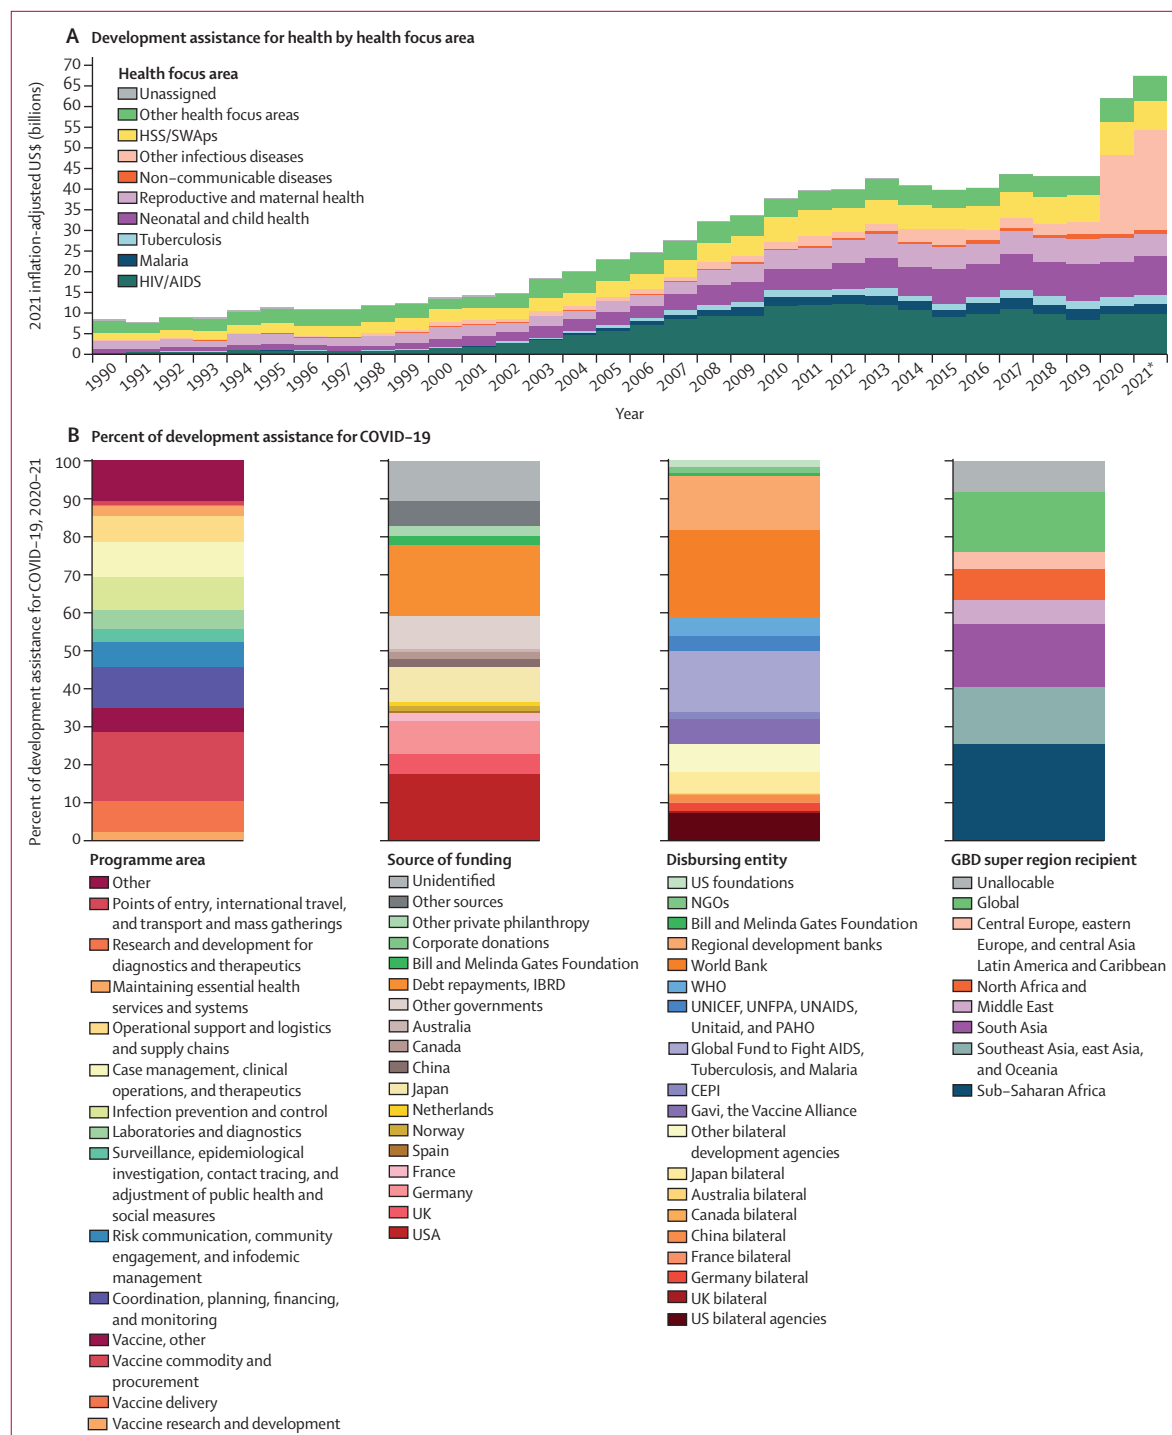 A Development assistance for health by health focus area
2021 inflation-adjusted US$ (billions)
70
65
60
55
50
45
40
35
30
25
20
15
10
5
0
Health focus area
Unassigned
Other health focus areas
HSS/SWAps
Other infectious diseases
Non–communicable diseases
Reproductive and maternal health
Neonatal and child health
Tuberculosis
Malaria
HIV/AIDS
1990
1991
1992
1993
1994
1995
1996
1997
1998
1999
2000
2001
2002
2003
2004
2005
2006
2007
2008
2009
2010
2011
2012
2013
2014
2015
2016
2017
2018
2019
2020
2021*
Year
B Percent of development assistance for COVID–19
Percent of development assistance for COVID–19, 2020–21
100
90
80
70
60
50
40
30
20
10
0
Programme area
Other
Points of entry, international travel,
and transport and mass gatherings
Research and development for
diagnostics and therapeutics
Maintaining essential health
services and systems
Operational support and logistics
and supply chains
Case management, clinical
operations, and therapeutics
Infection prevention and control
Laboratories and diagnostics
Surveillance, epidemiological
investigation, contact tracing, and
adjustment of public health and
social measures
Risk communication, community
engagement, and infodemic
management
Coordination, planning, financing,
and monitoring
Vaccine, other
Vaccine commodity and
procurement
Vaccine delivery
Vaccine research and development
Source of funding
Unidentified
Other sources
Other private philanthropy
Corporate donations
Bill and Melinda Gates Foundation
Debt repayments, IBRD
Other governments
Australia
Canada
China
Japan
Netherlands
Norway
Spain
France
Germany
UK
USA
Disbursing entity
US foundations
NGOs
Bill and Melinda Gates Foundation
Regional development banks
World Bank
WHO
UNICEF, UNFPA, UNAIDS,
Unitaid, and PAHO
Global Fund to Fight AIDS,
Tuberculosis, and Malaria
CEPI
Gavi, the Vaccine Alliance
Other bilateral
development agencies
Japan bilateral
Australia bilateral
Canada bilateral
China bilateral
France bilateral
Germany bilateral
UK bilateral
US bilateral agencies
GBD super region recipient
Unallocable
Global
Central Europe, eastern
Europe, and central Asia
Latin America and Caribbean
North Africa and
Middle East
South Asia
Southeast Asia, east Asia,
and Oceania
Sub–Saharan Africa